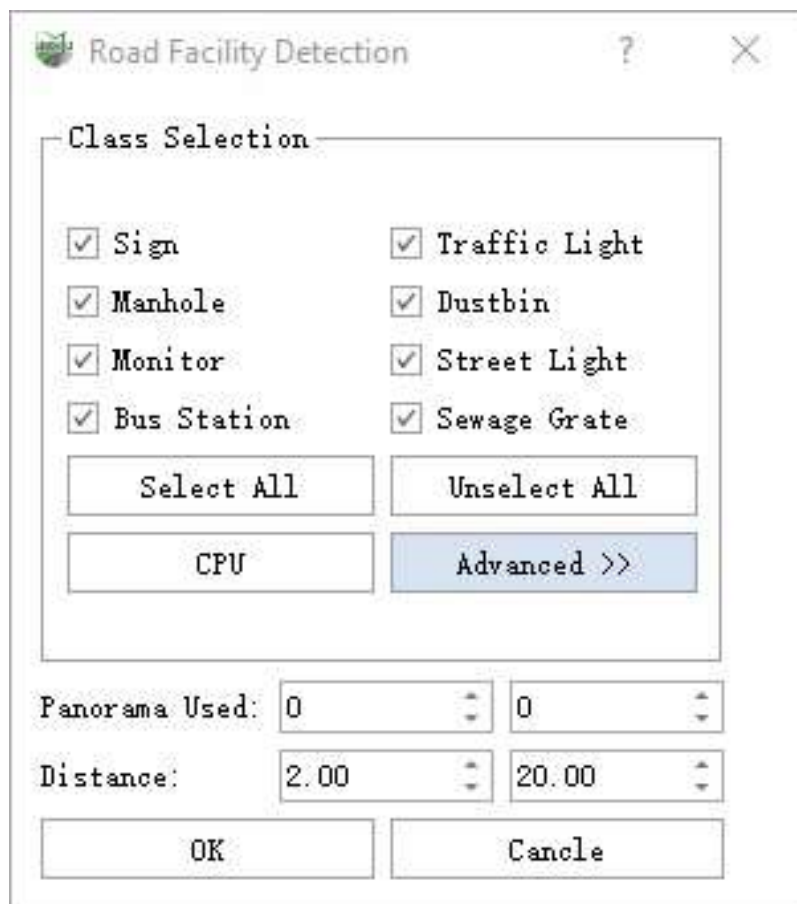 Road Facility Detection ?
Class Selection
Sign Traffic Light
Manhole Dustbin
Monitor Street Light
Bus Station Sewage Grate
Select All Unselect All
CPU Advanced >>
Panorama Used: 0 0
Distance: 2.00 20.00
OK Cancle